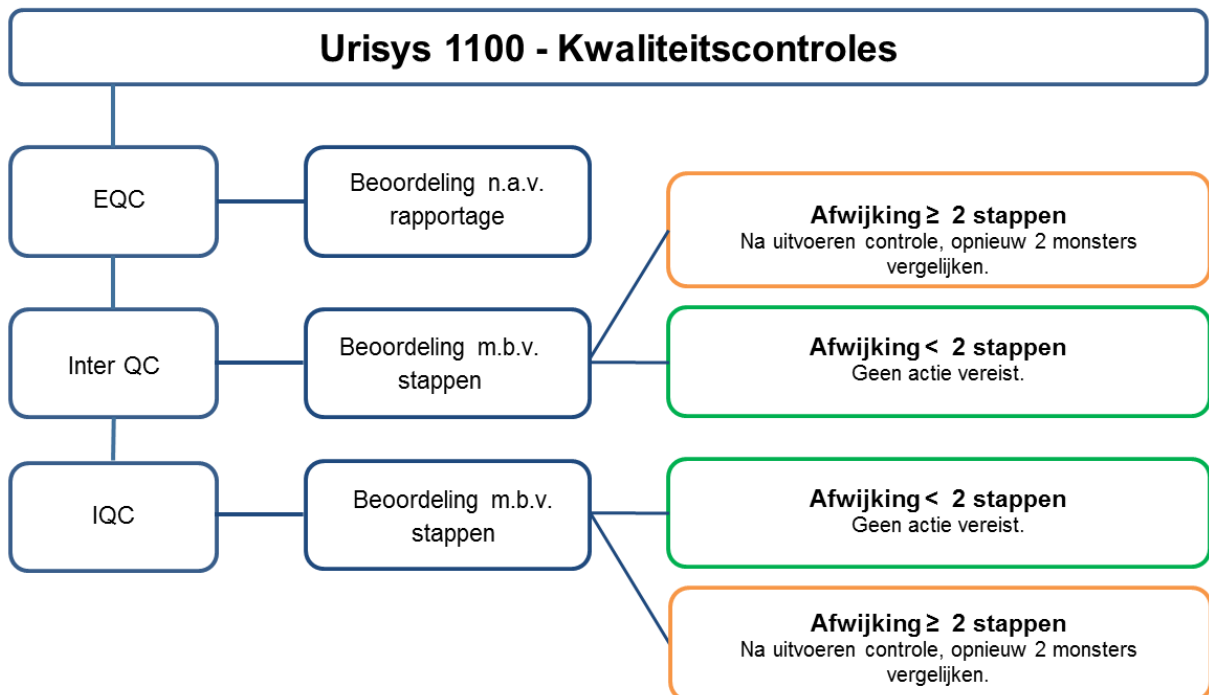 Urisys 1100 - Kwaliteitscontroles
EQC
Beoordeling n.a.v.
rapportage
Afwijking ≥ 2 stappen
Na uitvoeren controle, opnieuw 2 monsters
vergelijken.
Inter QC
Beoordeling m.b.v.
stappen
Afwijking < 2 stappen
Geen actie vereist.
IQC
Beoordeling m.b.v.
stappen
Afwijking < 2 stappen
Geen actie vereist.
Afwijking ≥ 2 stappen
Na uitvoeren controle, opnieuw 2 monsters
vergelijken.